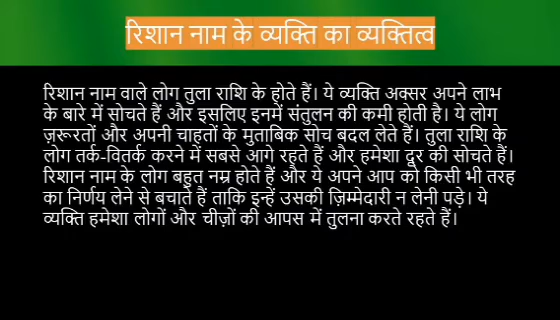 रिशान नाम के व्यक्ति का व्यक्तित्व
रिशान नाम वाले लोग तुला राशि के होते हैं। ये व्यक्ति अक्सर अपने लाभ
के बारे में सोचते हैं और इसलिए इनमें संतुलन की कमी होती है। ये लोग
ज़रूरतों और अपनी चाहतों के मुताबिक सोच बदल लेते हैं। तुला राशि के
लोग तर्क-वितर्क करने में सबसे आगे रहते हैं और हमेशा दूर की सोचते हैं।
रिशान नाम के लोग बहुत नम्र होते हैं और ये अपने आप को किसी भी तरह
का निर्णय लेने से बचाते हैं ताकि इन्हें उसकी ज़िम्मेदारी न लेनी पड़े। ये
व्यक्ति हमेशा लोगों और चीज़ों की आपस में तुलना करते रहते हैं।